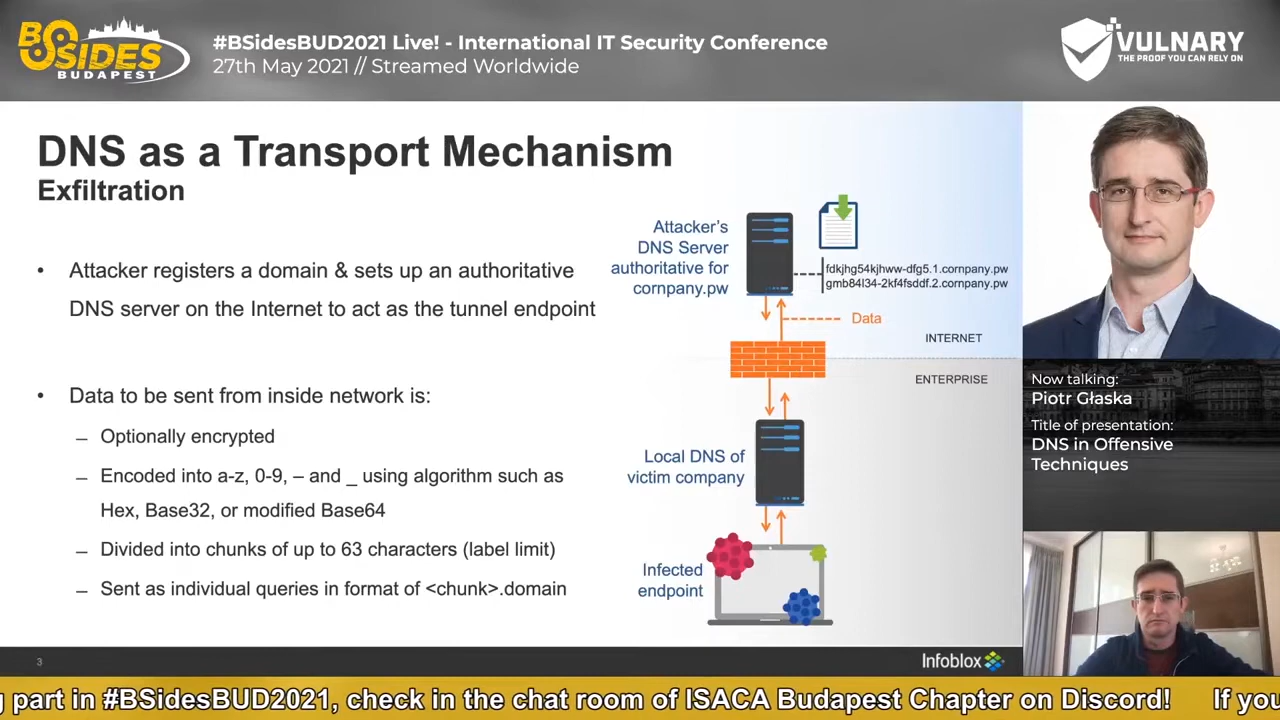 BSIDES
BUDAPEST
#BSidesBUD2021 Live! - International IT Security Conference
27th May 2021 // Streamed Worldwide
VULNARY
THE PROOF YOU CAN RELY ON
DNS as a Transport Mechanism
Exfiltration
• Attacker registers a domain & sets up an authoritative
DNS server on the Internet to act as the tunnel endpoint
• Data to be sent from inside network is:
– Optionally encrypted
– Encoded into a-z, 0-9, – and _ using algorithm such as
Hex, Base32, or modified Base64
– Divided into chunks of up to 63 characters (label limit)
– Sent as individual queries in format of <chunk>.domain
Attacker's
DNS Server
authoritative for
cornpany.pw
fdkjhg54kjhww-dfg5.1.cornpany.pw
gmb84l34-2kf4fsddf.2.cornpany.pw
Data
INTERNET
ENTERPRISE
Local DNS of
victim company
Infected
endpoint
3
Infoblox
Now talking:
Piotr Głaska
Title of presentation:
DNS in Offensive
Techniques
g part in #BSidesBUD2021, check in the chat room of ISACA Budapest Chapter on Discord! If you